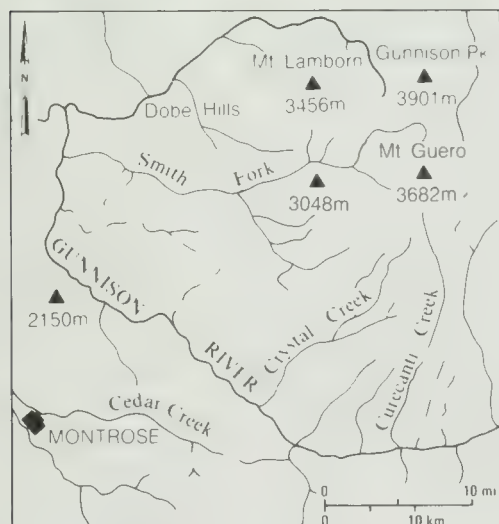 N
Mt Lamborn
3456m
Gunnison Pk
3901m
Dobe Hills
Smith Fork
3048m
Mt Guero
3682m
GUNNISON RIVER
2150m
Crystal Creek
Curecanti Creek
Cedar Creek
MONTROSE
0 10 mi
0 10 km